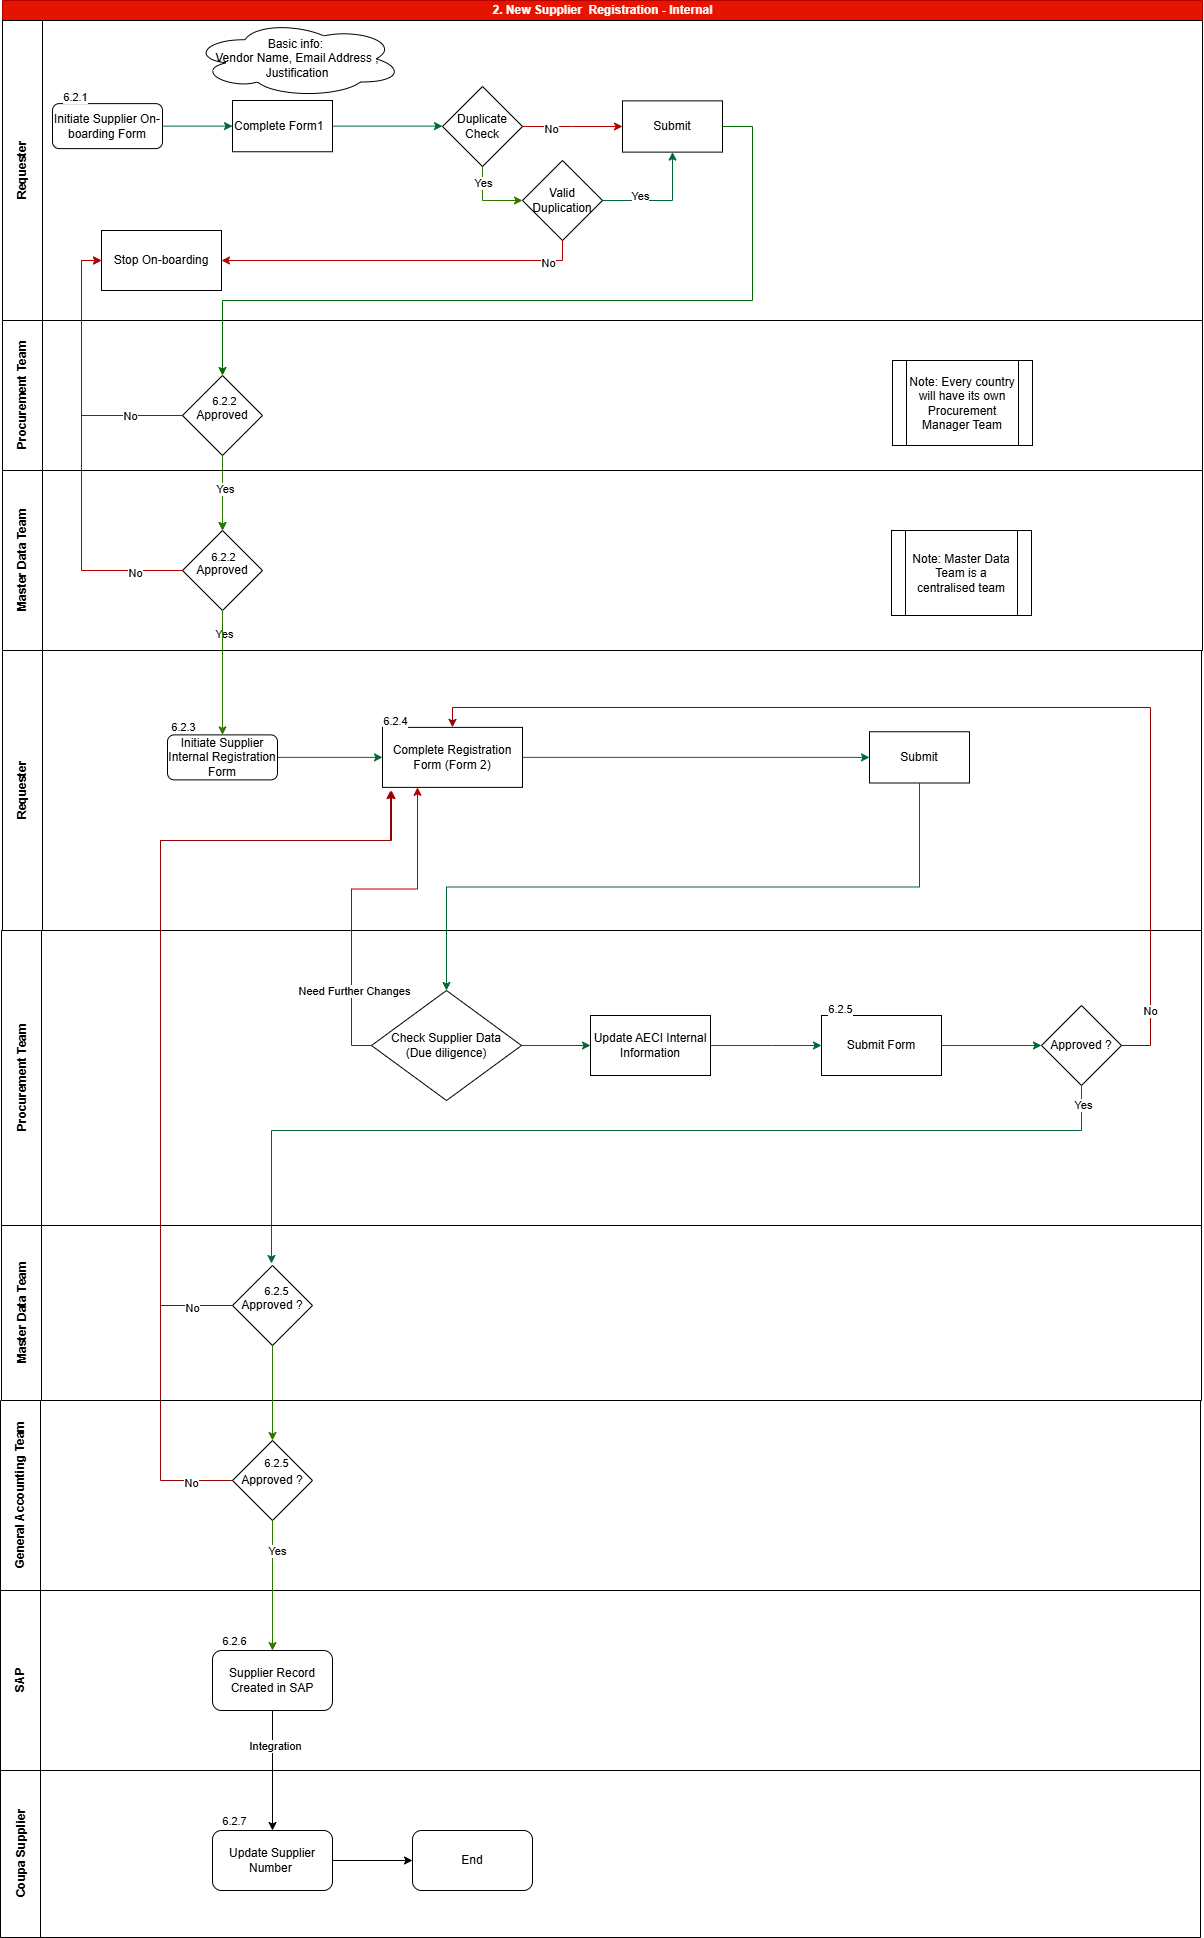 2. New Supplier  Registration - Internal
Requester
Basic info:
Vendor Name, Email Address ,
Justification
6.2.1
Initiate Supplier On-
boarding Form
Complete Form1
Duplicate
Check
No
Submit
Yes
Valid
Duplication
Yes
No
Stop On-boarding
Procurement Team
6.2.2
Approved
No
Yes
Note: Every country
will have its own
Procurement
Manager Team
Master Data Team
6.2.2
Approved
No
Yes
Note: Master Data
Team is a
centralised team
Requester
6.2.3
Initiate Supplier
Internal Registration
Form
6.2.4
Complete Registration
Form (Form 2)
Submit
Procurement Team
Need Further Changes
Check Supplier Data
(Due diligence)
Update AECI Internal
Information
6.2.5
Submit Form
Approved ?
No
Yes
Master Data Team
6.2.5
Approved ?
No
General Accounting Team
6.2.5
Approved ?
No
Yes
SAP
6.2.6
Supplier Record
Created in SAP
Integration
Coupa Supplier
6.2.7
Update Supplier
Number
End